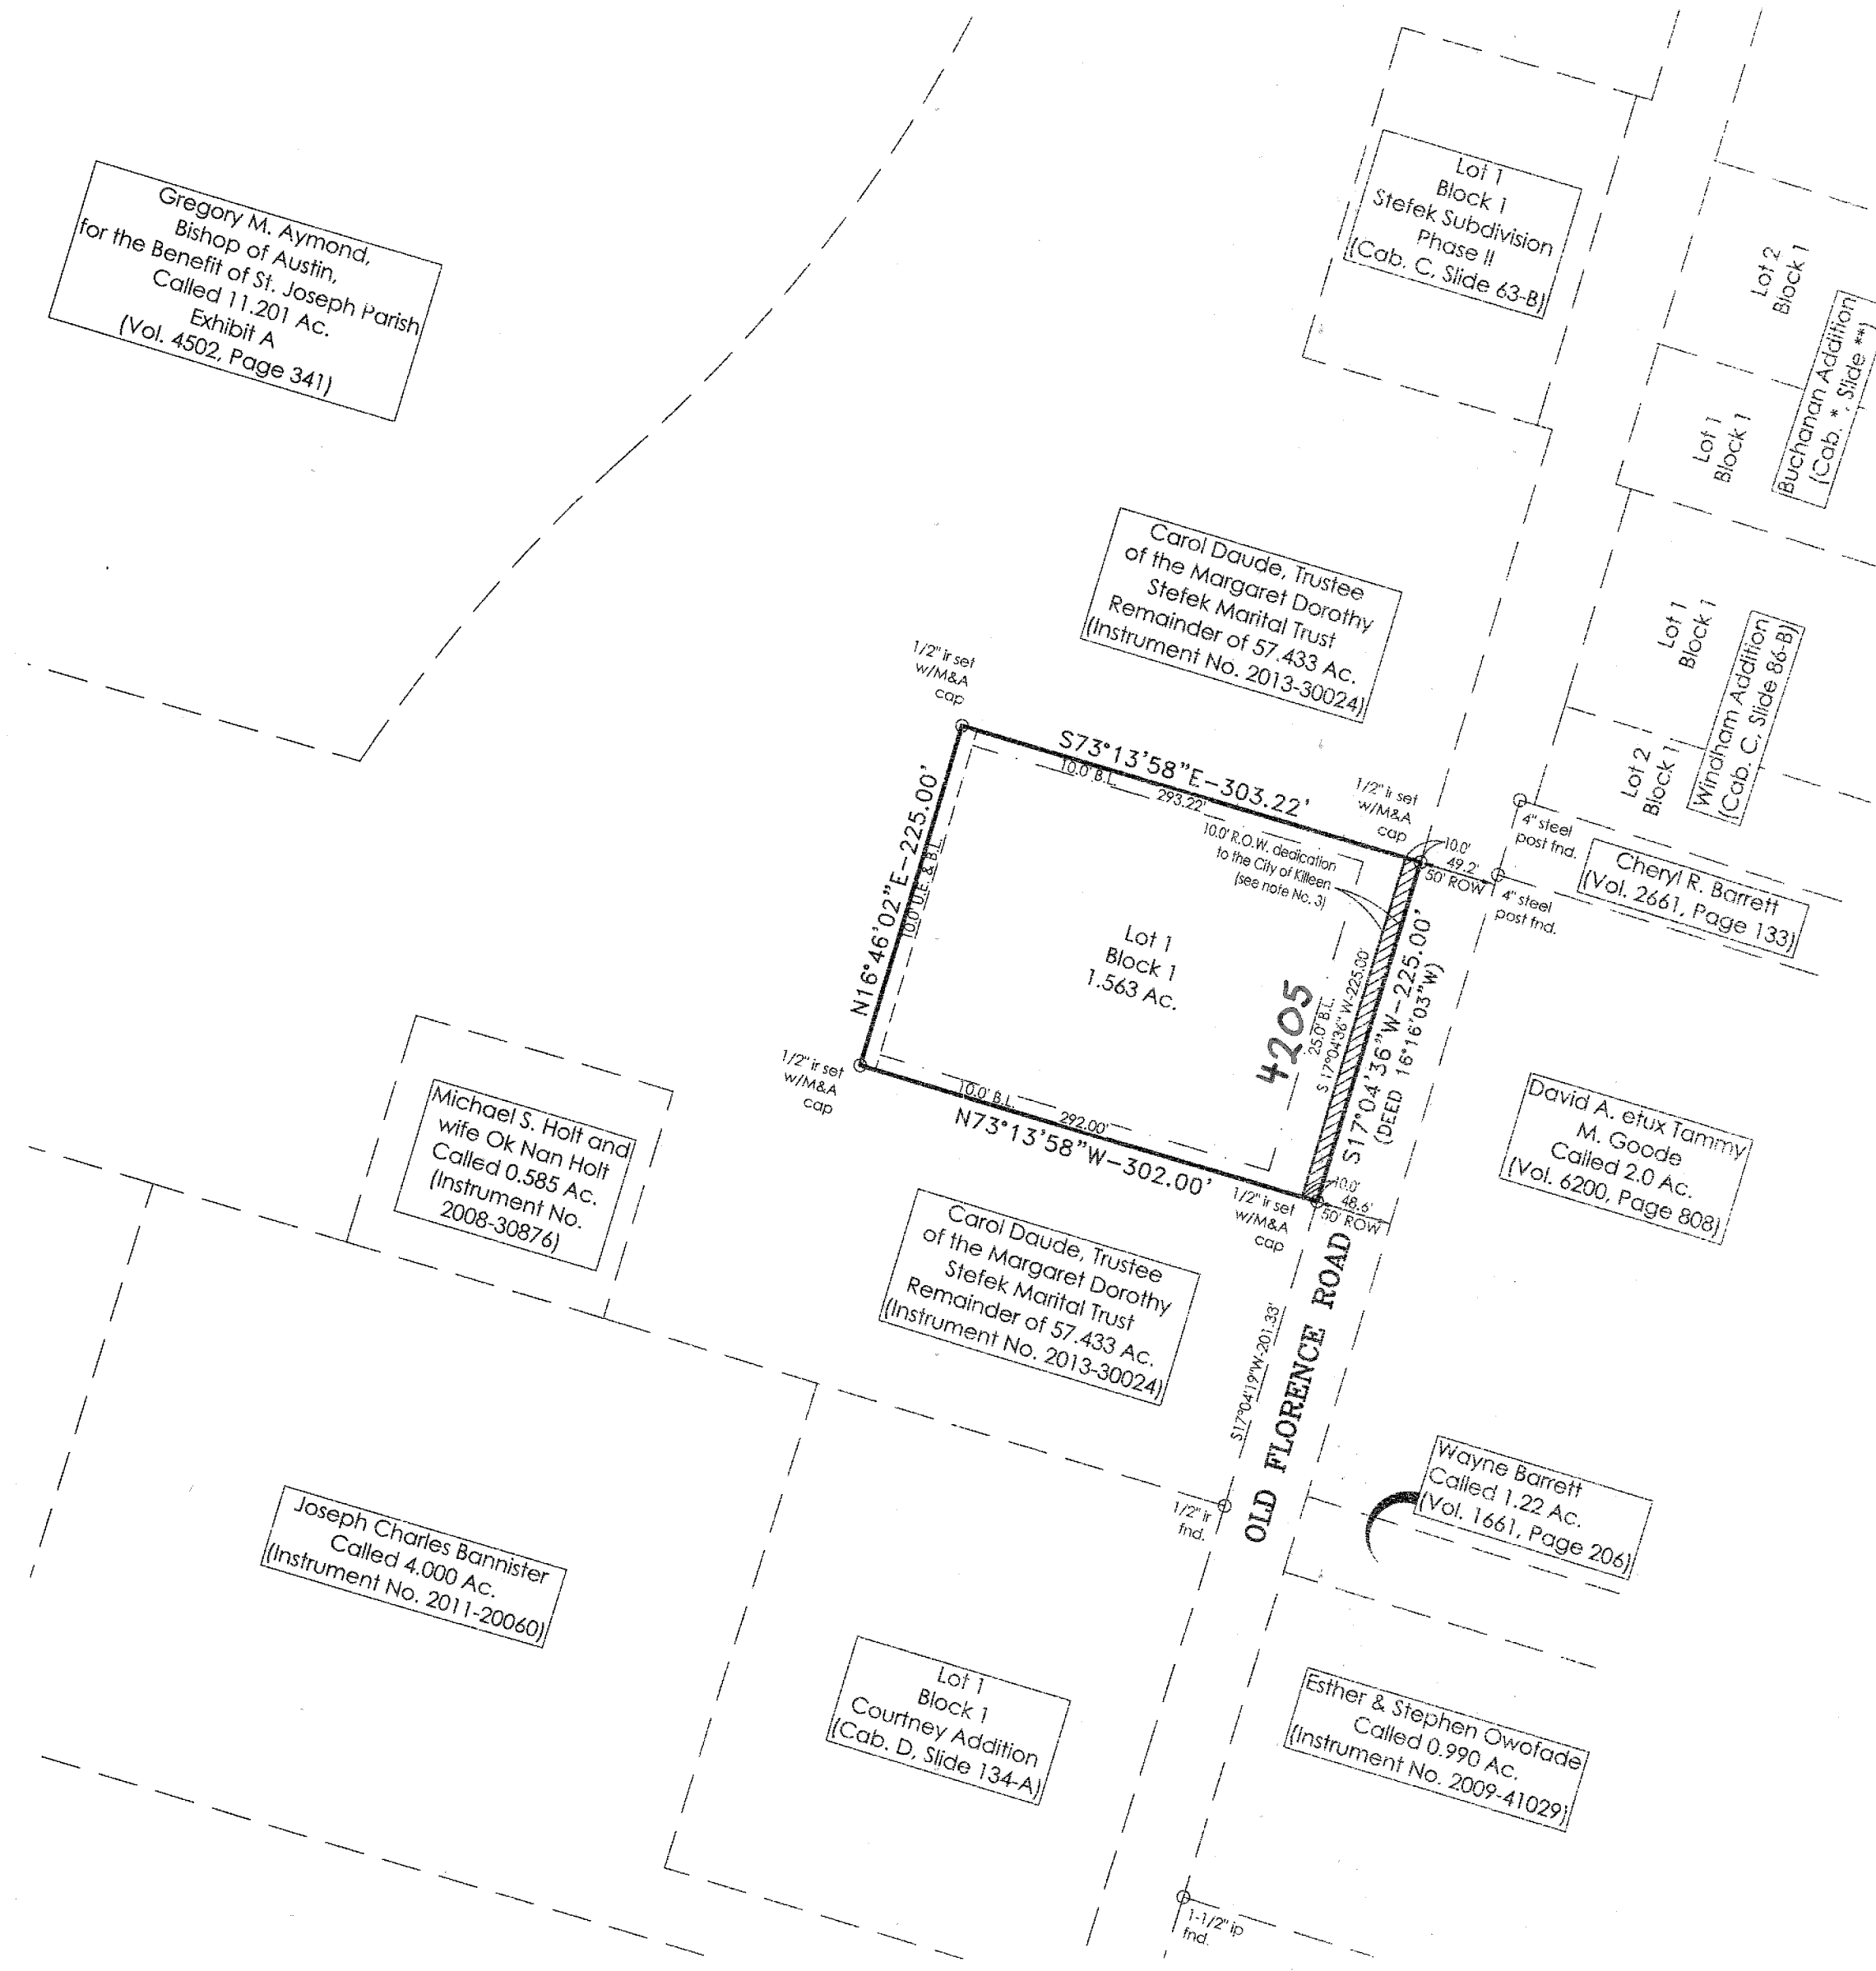 Gregory M. Aymond,
Bishop of Austin,
for the Benefit of St. Joseph Parish
Called 11.201 Ac.
Exhibit A
(Vol. 4502, Page 341)
Lot 1
Block 1
Stefek Subdivision
Phase II
(Cab. C, Slide 63-B)
Lot 2
Block 1
Buchanan Addition
(Cab. *, Slide **)
Lot 1
Block 1
Carol Daude, Trustee
of the Margaret Dorothy
Stefek Marital Trust
Remainder of 57.433 Ac.
(Instrument No. 2013-30024)
Lot 1
Block 1
Windham Addition
(Cab. C, Slide 86-B)
Lot 2
Block 1
1/2" ir set
w/M&A
cap
S73°13'58"E-303.22'
10.0' B.L.
293.22'
1/2" ir set
w/M&A
cap
10.0'
49.2'
50' ROW
4" steel
post fnd.
4" steel
post fnd.
Cheryl R. Barrett
(Vol. 2661, Page 133)
10.0' R.O.W. dedication
to the City of Killeen
(see note No. 3)
N16°46'02"E-225.00'
10.0' U.E. & B.L.
Lot 1
Block 1
1.563 Ac.
4205
25.0' B.L.
S 17°04'36" W-225.00'
S17°04'36"W-225.00'
(DEED 16°16'03"W)
1/2" ir set
w/M&A
cap
10.0' B.L.
292.00'
N73°13'58"W-302.00'
1/2" ir set
w/M&A
cap
10.0'
48.6'
50' ROW
David A. etux Tammy
M. Goode
Called 2.0 Ac.
(Vol. 6200, Page 808)
Michael S. Holt and
wife Ok Nan Holt
Called 0.585 Ac.
(Instrument No.
2008-30876)
Carol Daude, Trustee
of the Margaret Dorothy
Stefek Marital Trust
Remainder of 57.433 Ac.
(Instrument No. 2013-30024)
S17°04'19"W-201.33'
OLD FLORENCE ROAD
1/2" ir
fnd.
Wayne Barrett
Called 1.22 Ac.
(Vol. 1661, Page 206)
Joseph Charles Bannister
Called 4.000 Ac.
(Instrument No. 2011-20060)
Lot 1
Block 1
Courtney Addition
(Cab. D, Slide 134-A)
Esther & Stephen Owofade
Called 0.990 Ac.
(Instrument No. 2009-41029)
1-1/2" ip
fnd.